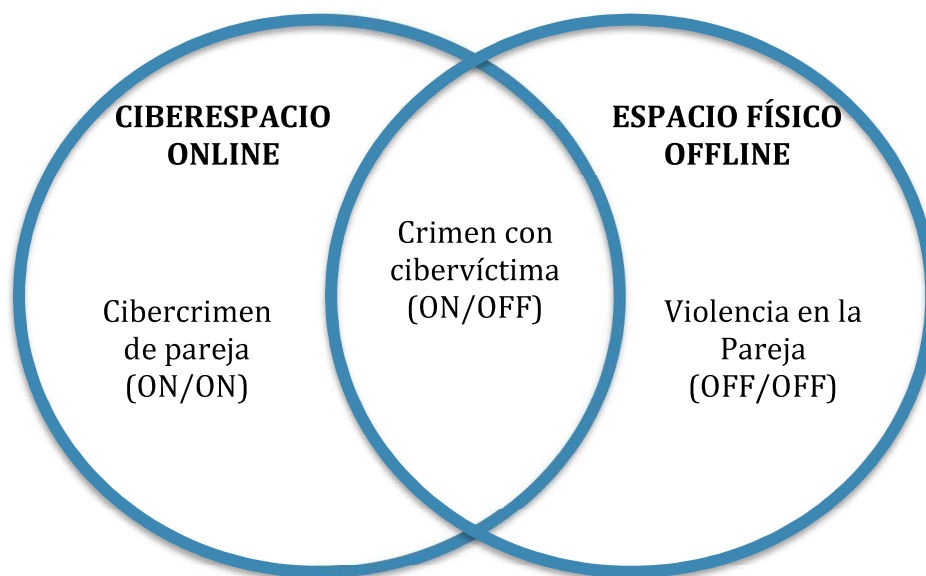 CIBERESPACIO
ONLINE
ESPACIO FÍSICO
OFFLINE
Crimen con
cibervíctima
(ON/OFF)
Cibercrimen
de pareja
(ON/ON)
Violencia en la
Pareja
(OFF/OFF)